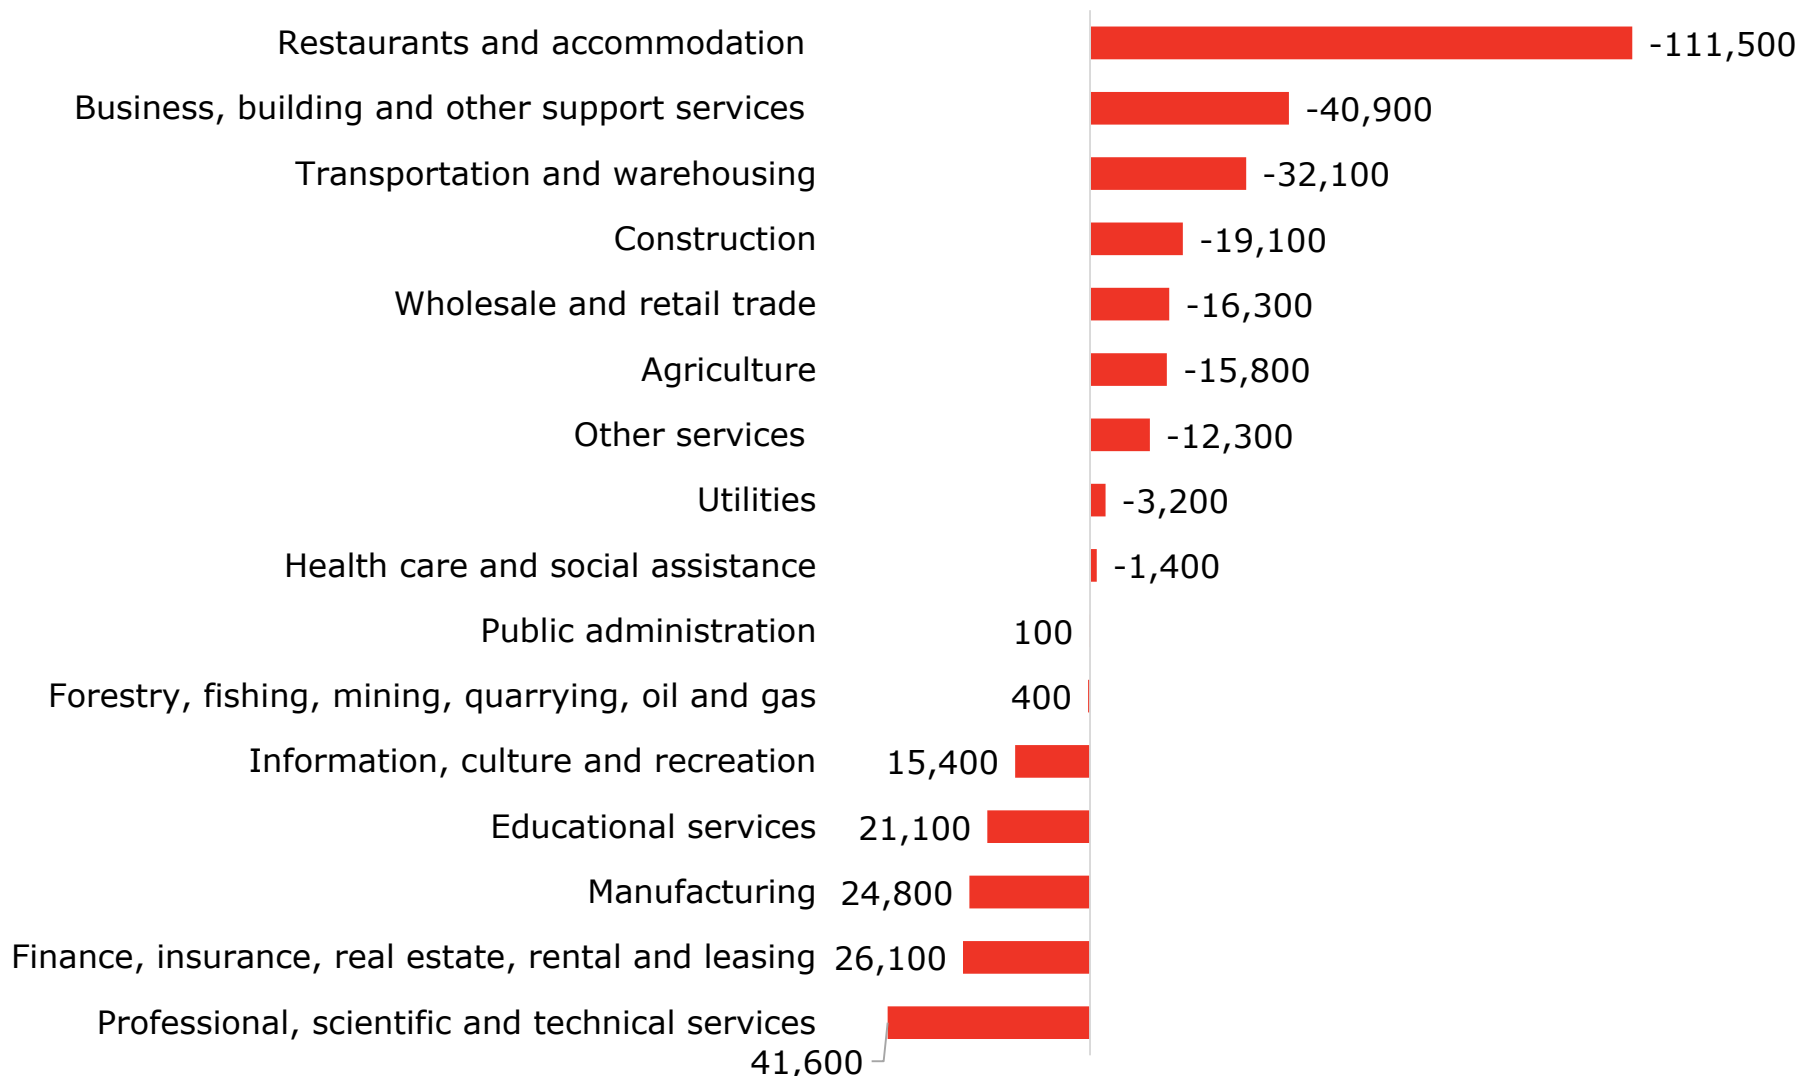 Restaurants and accommodation -111,500
Business, building and other support services -40,900
Transportation and warehousing -32,100
Construction -19,100
Wholesale and retail trade -16,300
Agriculture -15,800
Other services -12,300
Utilities -3,200
Health care and social assistance -1,400
Public administration 100
Forestry, fishing, mining, quarrying, oil and gas 400
Information, culture and recreation 15,400
Educational services 21,100
Manufacturing 24,800
Finance, insurance, real estate, rental and leasing 26,100
Professional, scientific and technical services
41,600